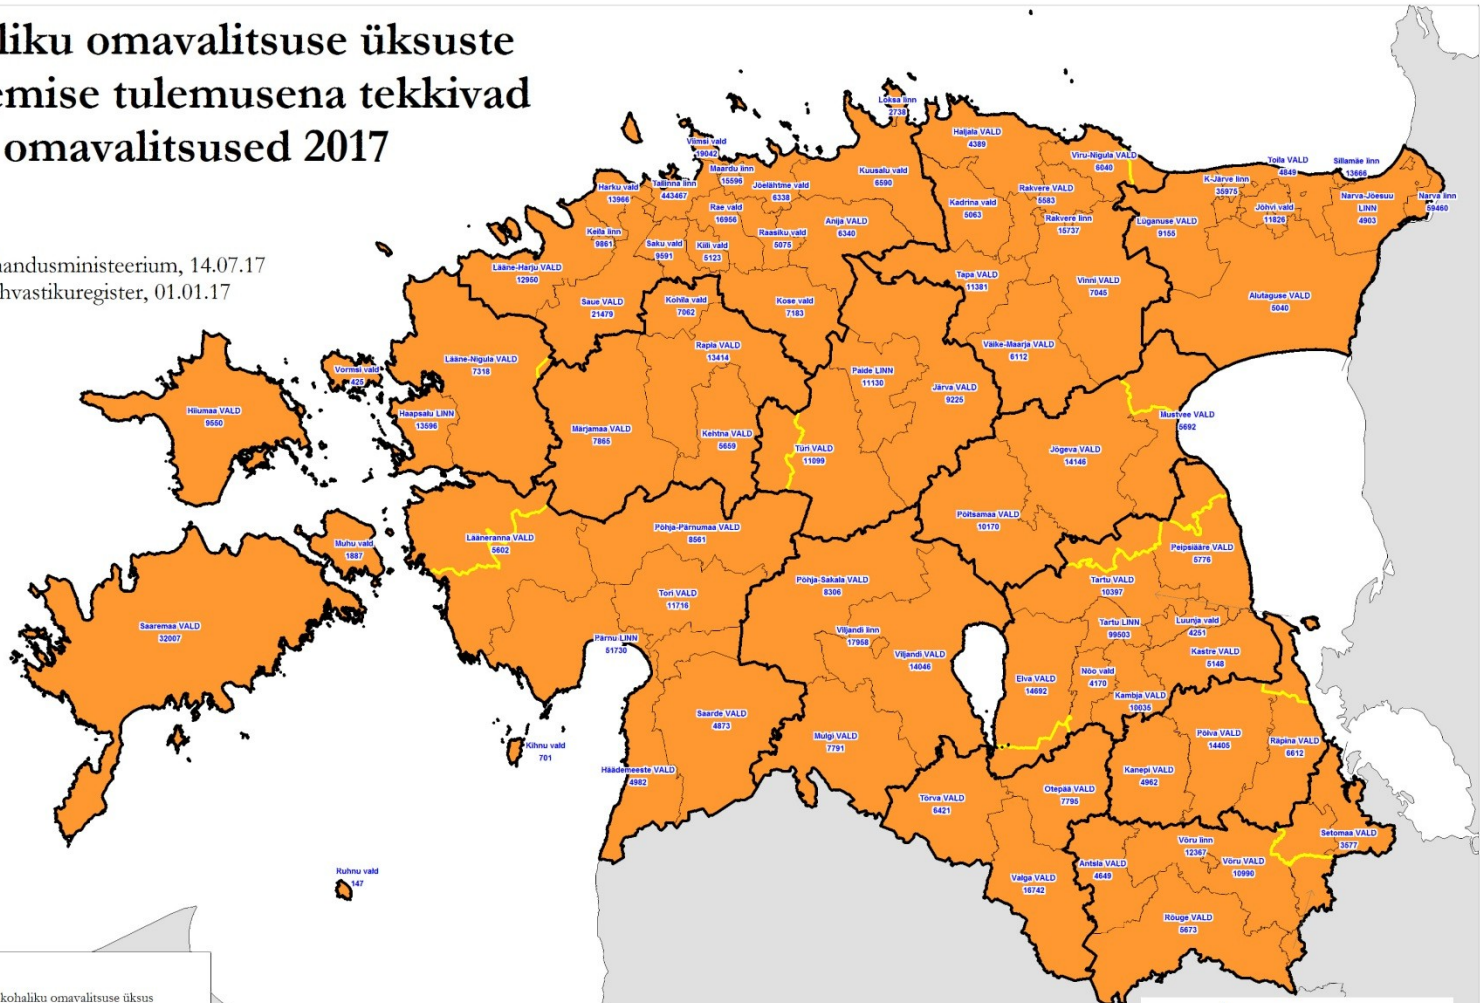 liku omavalitsuse üksuste
emise tulemusena tekkivad
omavalitsused 2017
andusministeerium, 14.07.17
hvastikuregister, 01.01.17
Loksa linn
2738
Haljala VALD
4389
Viimsi vald
19042
Viru-Nigula VALD
6040
Toila VALD
4849
Sillamäe linn
13666
Maardu linn
15596
Kuusalu vald
6590
K-Järve linn
35975
Harku vald
13966
Tallinna linn
443467
Jõelähtme vald
6338
Rakvere VALD
5583
Narva-Jõesuu
LINN
4903
Narva linn
59460
Kadrina vald
5063
Rae vald
16956
Jõhvi vald
11826
Rakvere linn
15737
Lüganuse VALD
9155
Anija VALD
6340
Keila linn
9861
Raasiku vald
5075
Saku vald
9591
Kiili vald
5123
Lääne-Harju VALD
12950
Tapa VALD
11381
Vinni VALD
7045
Alutaguse VALD
5040
Saue VALD
21479
Kohila vald
7062
Kose vald
7183
Rapla VALD
13414
Väike-Maarja VALD
6112
Lääne-Nigula VALD
7318
Vormsi vald
425
Paide LINN
11130
Järva VALD
9225
Hiiumaa VALD
9550
Haapsalu LINN
13596
Mustvee VALD
5692
Märjamaa VALD
7865
Kehtna VALD
5659
Türi VALD
11099
Jõgeva VALD
14146
Põltsamaa VALD
10170
Põhja-Pärnumaa VALD
8561
Lääneranna VALD
5602
Muhu vald
1887
Peipsiääre VALD
5776
Põhja-Sakala VALD
8306
Tartu VALD
10397
Tori VALD
11716
Saaremaa VALD
32007
Tartu LINN
99503
Luunja vald
4251
Viljandi linn
17958
Pärnu LINN
51730
Viljandi VALD
14046
Kastre VALD
5148
Elva VALD
14692
Nõo vald
4170
Kambja VALD
10035
Saarde VALD
4873
Mulgi VALD
7791
Põlva VALD
14405
Räpina VALD
6612
Kihnu vald
701
Häädemeeste VALD
4982
Kanepi VALD
4962
Otepää VALD
7795
Tõrva VALD
6421
Setomaa VALD
3577
Võru linn
12367
Võru VALD
10990
Antsla VALD
4649
Ruhnu vald
147
Valga VALD
16742
Rõuge VALD
5673
kohaliku omavalitsuse üksus